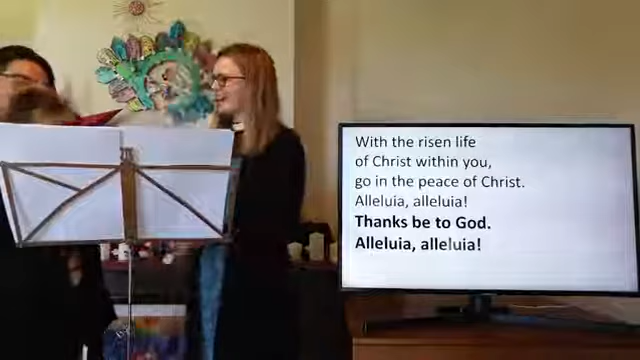 With the risen life
of Christ within you,
go in the peace of Christ.
Alleluia, alleluia!
Thanks be to God.
Alleluia, alleluia!